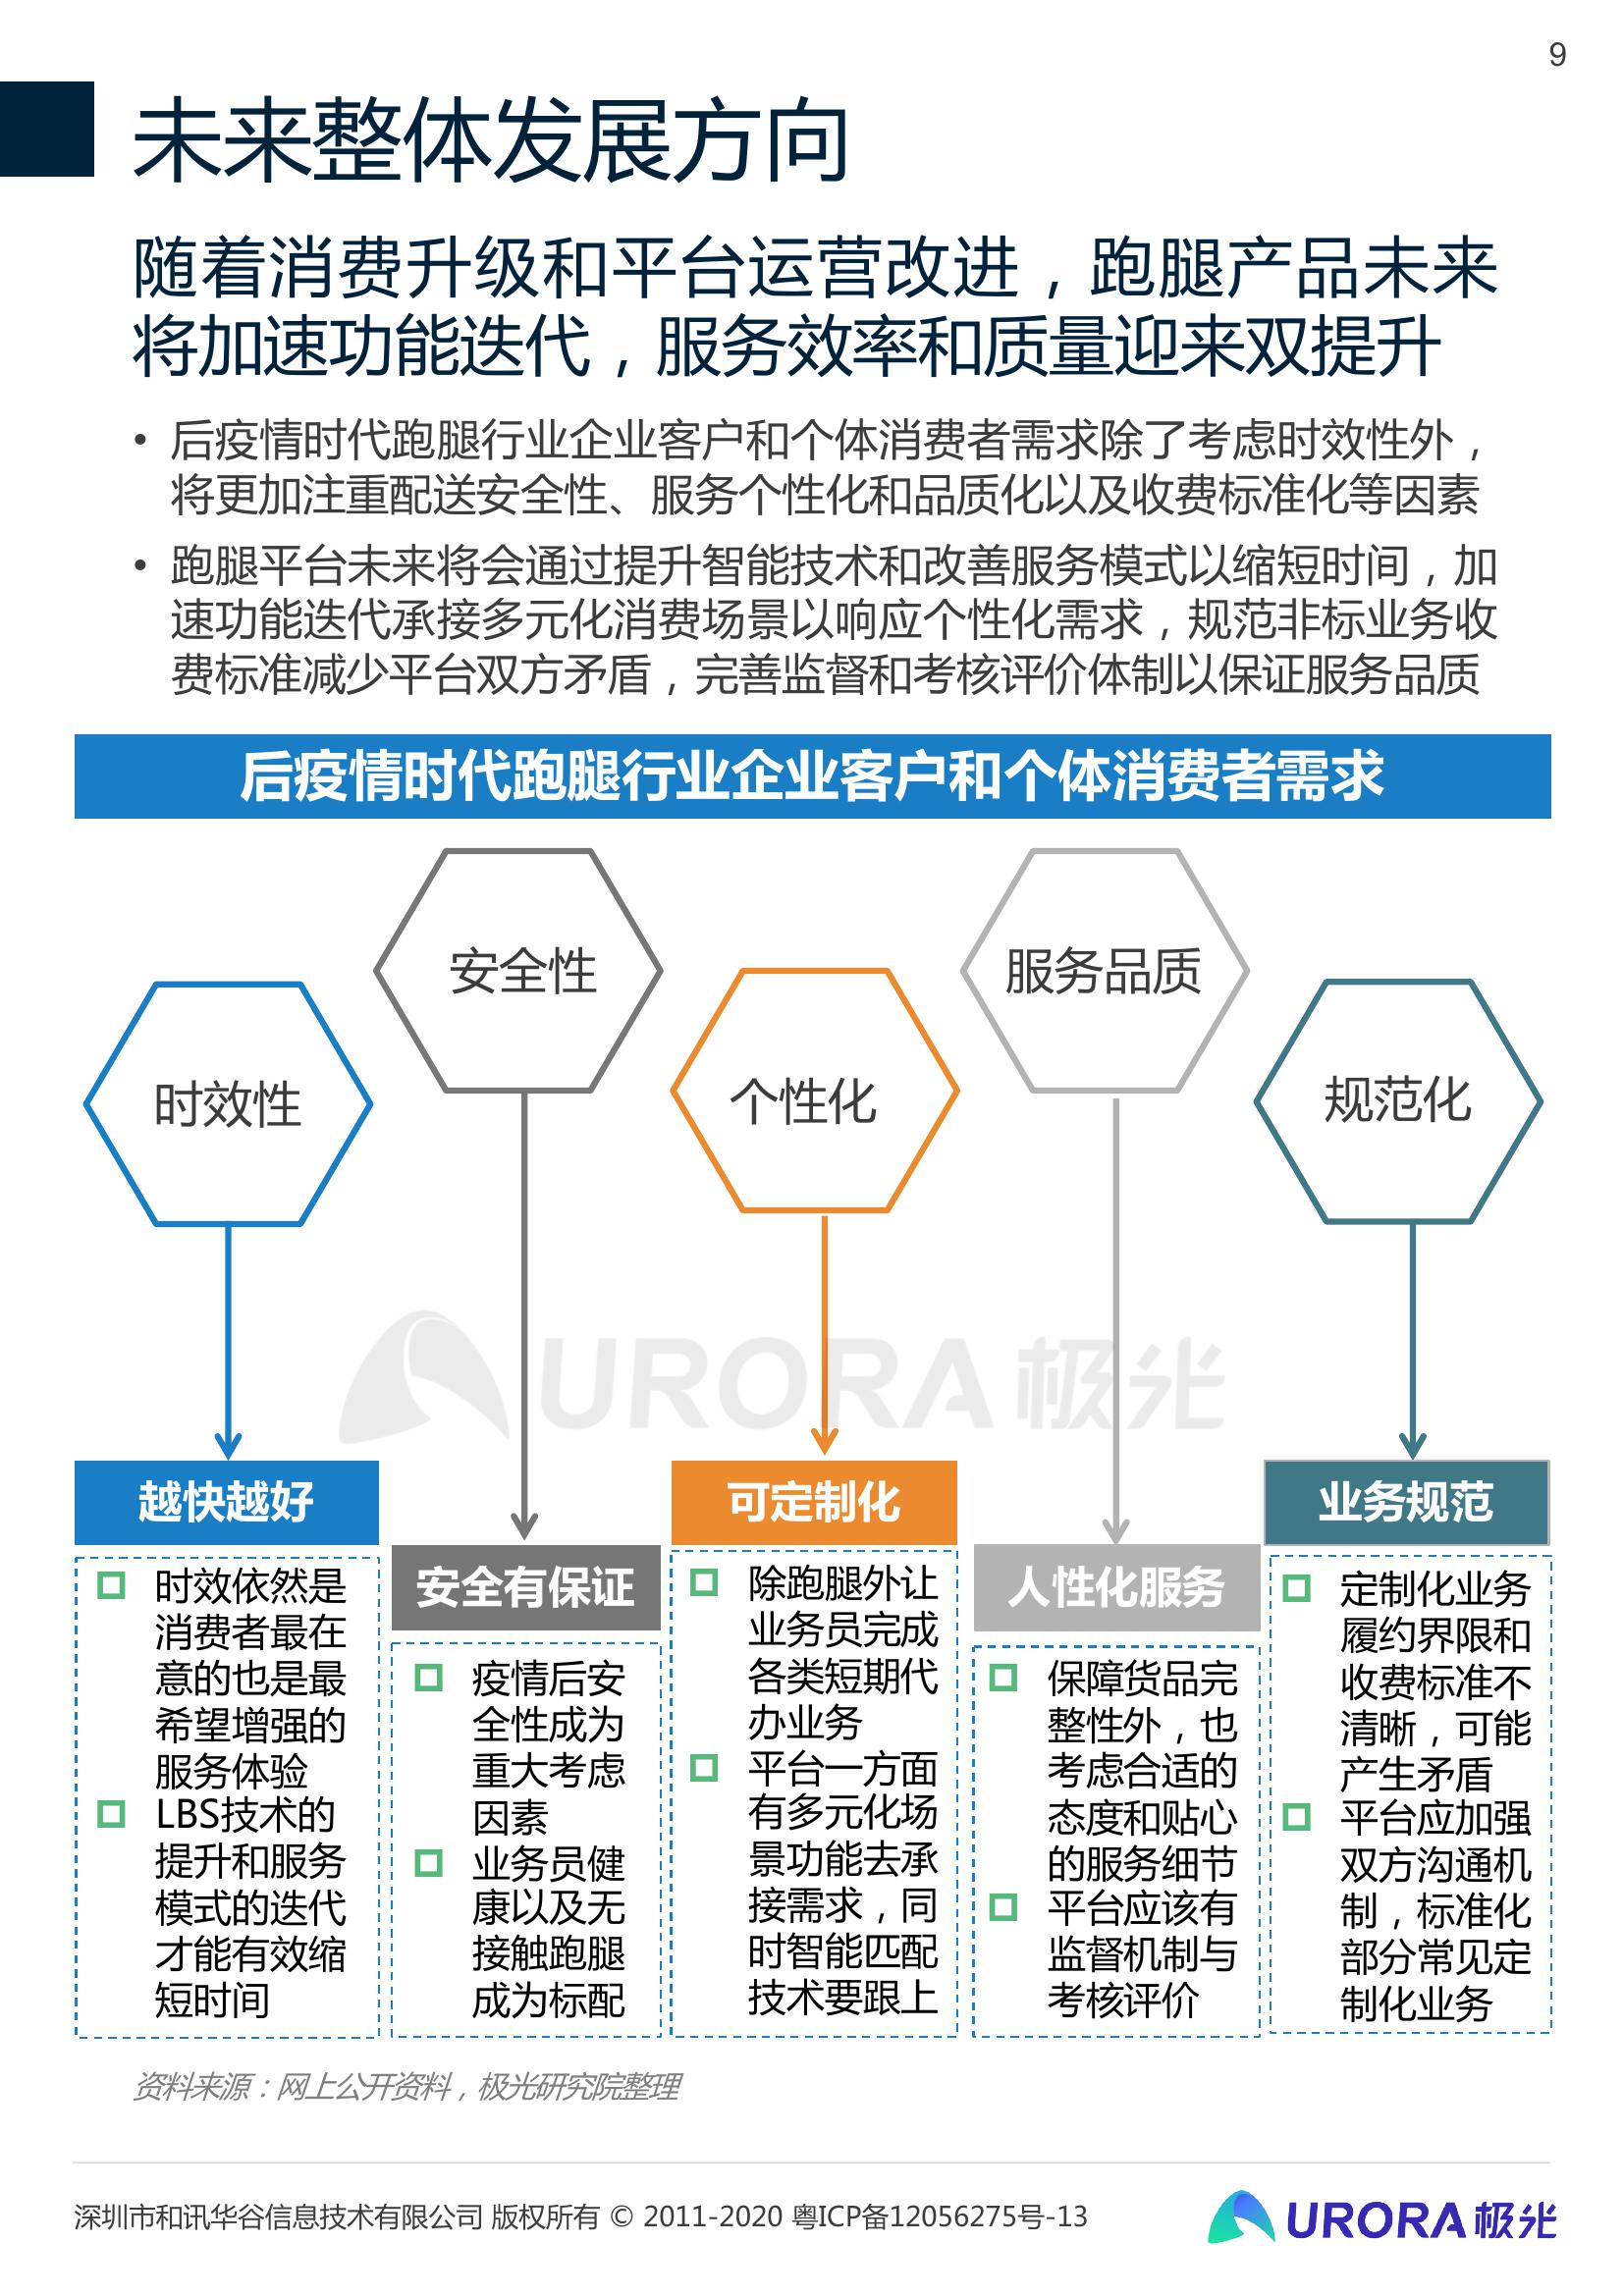 9
未来整体发展方向
随着消费升级和平台运营改进，跑腿产品未来
将加速功能迭代，服务效率和质量迎来双提升
• 后疫情时代跑腿行业企业客户和个体消费者需求除了考虑时效性外，
将更加注重配送安全性、服务个性化和品质化以及收费标准化等因素
• 跑腿平台未来将会通过提升智能技术和改善服务模式以缩短时间，加
速功能迭代承接多元化消费场景以响应个性化需求，规范非标业务收
费标准减少平台双方矛盾，完善监督和考核评价体制以保证服务品质
后疫情时代跑腿行业企业客户和个体消费者需求
时效性
安全性
个性化
服务品质
规范化
URORA 极光
越快越好
时效依然是
消费者最在
意的也是最
希望增强的
服务体验
LBS技术的
提升和服务
模式的迭代
才能有效缩
短时间
安全有保证
疫情后安
全性成为
重大考虑
因素
业务员健
康以及无
接触跑腿
成为标配
可定制化
除跑腿外让
业务员完成
各类短期代
办业务
平台一方面
有多元化场
景功能去承
接需求，同
时智能匹配
技术要跟上
人性化服务
保障货品完
整性外，也
考虑合适的
态度和贴心
的服务细节
平台应该有
监督机制与
考核评价
业务规范
定制化业务
履约界限和
收费标准不
清晰，可能
产生矛盾
平台应加强
双方沟通机
制，标准化
部分常见定
制化业务
资料来源：网上公开资料，极光研究院整理
深圳市和讯华谷信息技术有限公司 版权所有 © 2011-2020 粤ICP备12056275号-13
URORA 极光